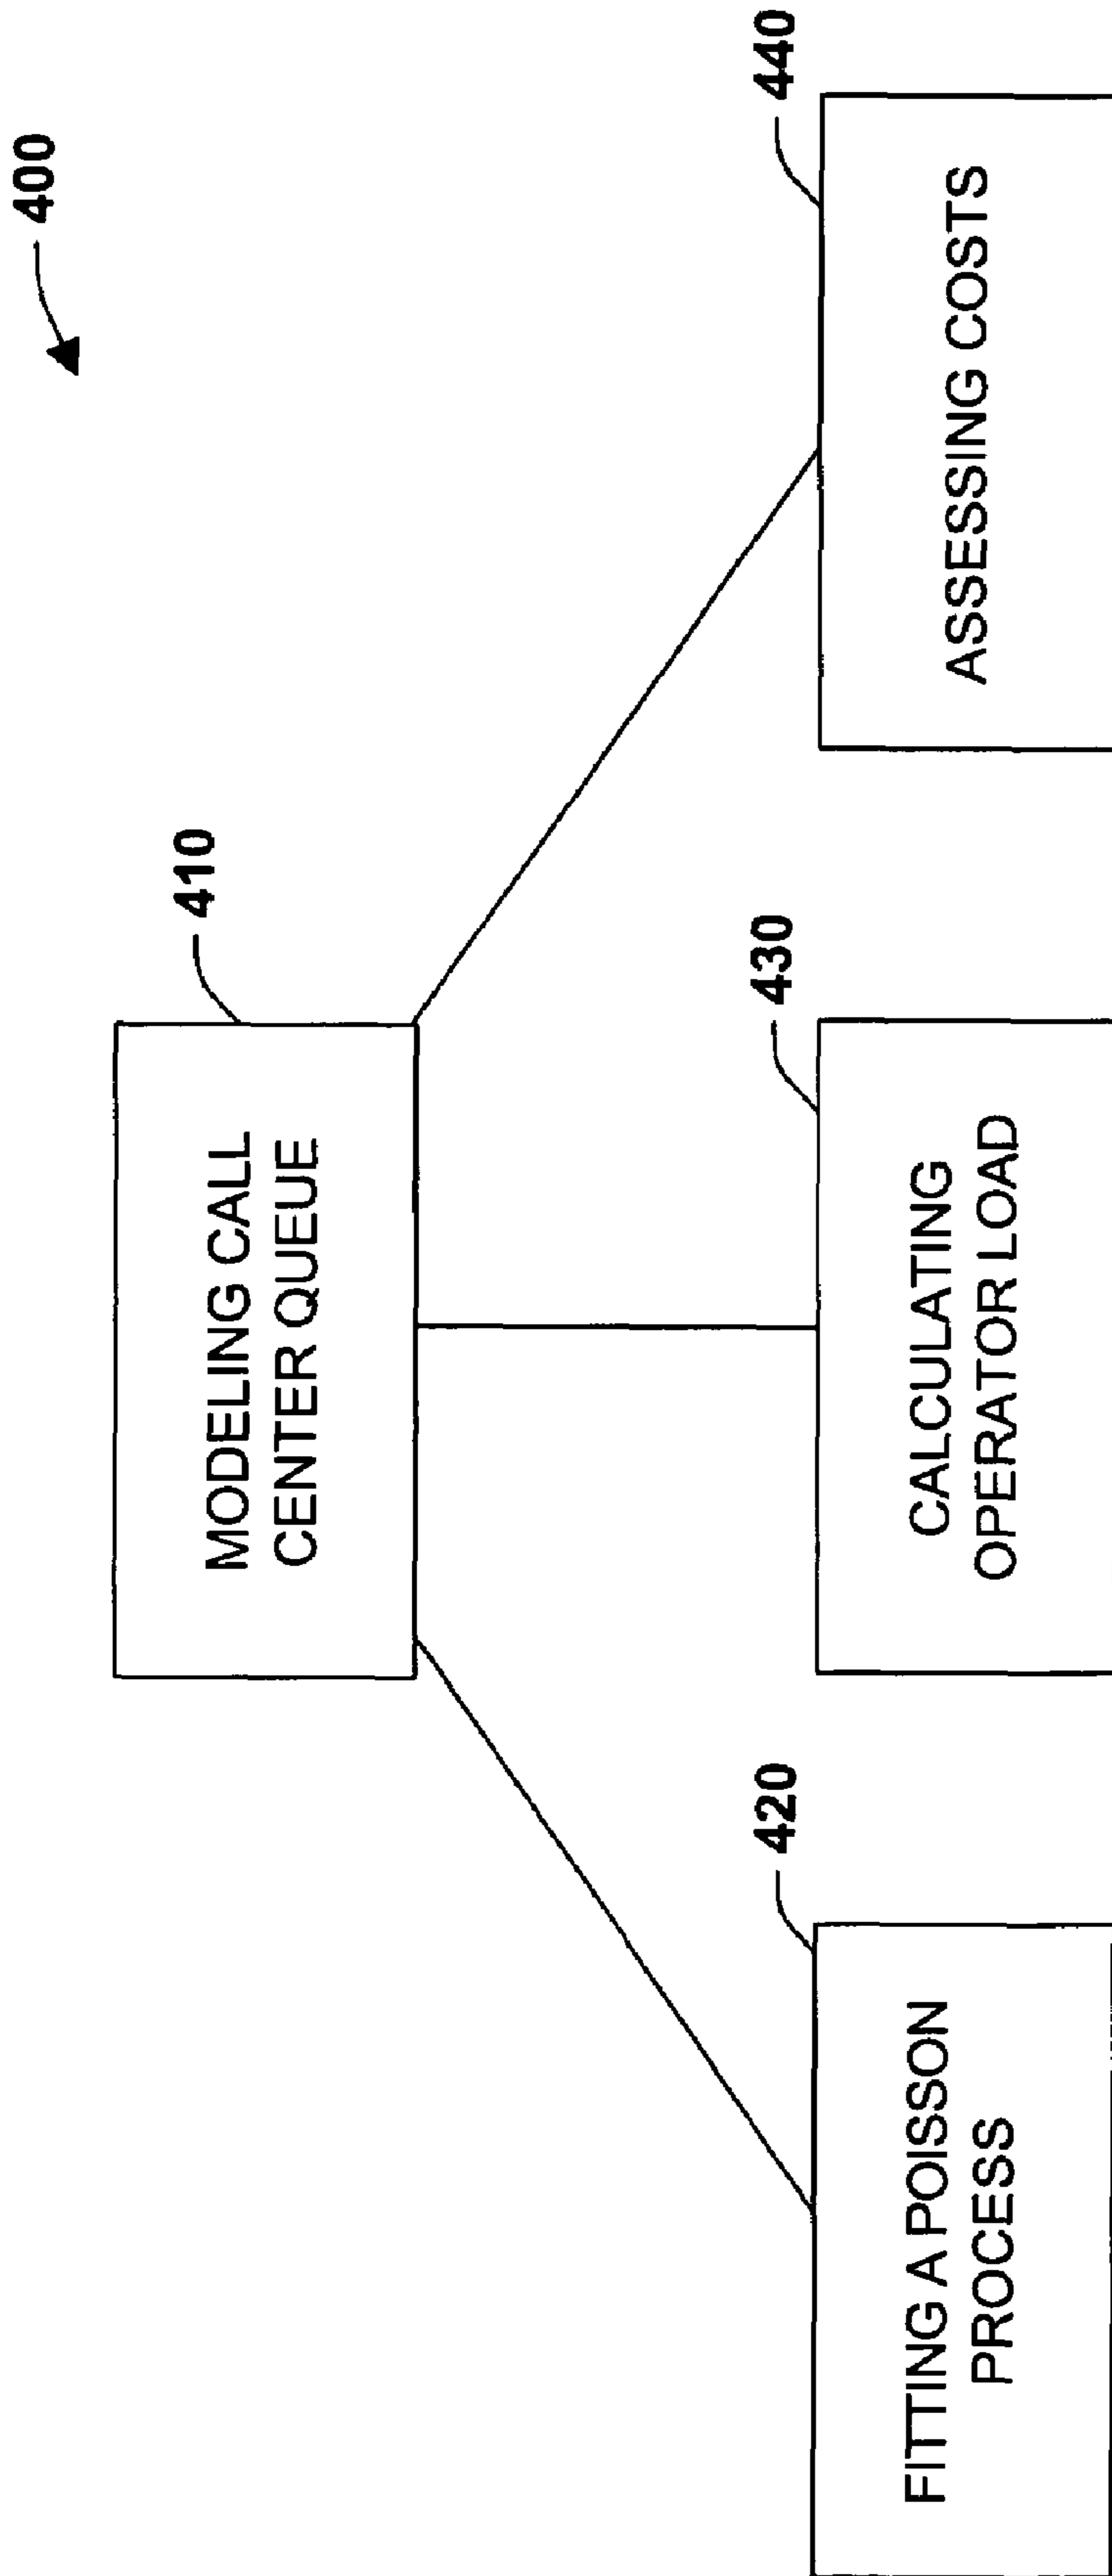 400
410
MODELING CALL
CENTER QUEUE
420
FITTING A POISSON
PROCESS
430
CALCULATING
OPERATOR LOAD
440
ASSESSING COSTS